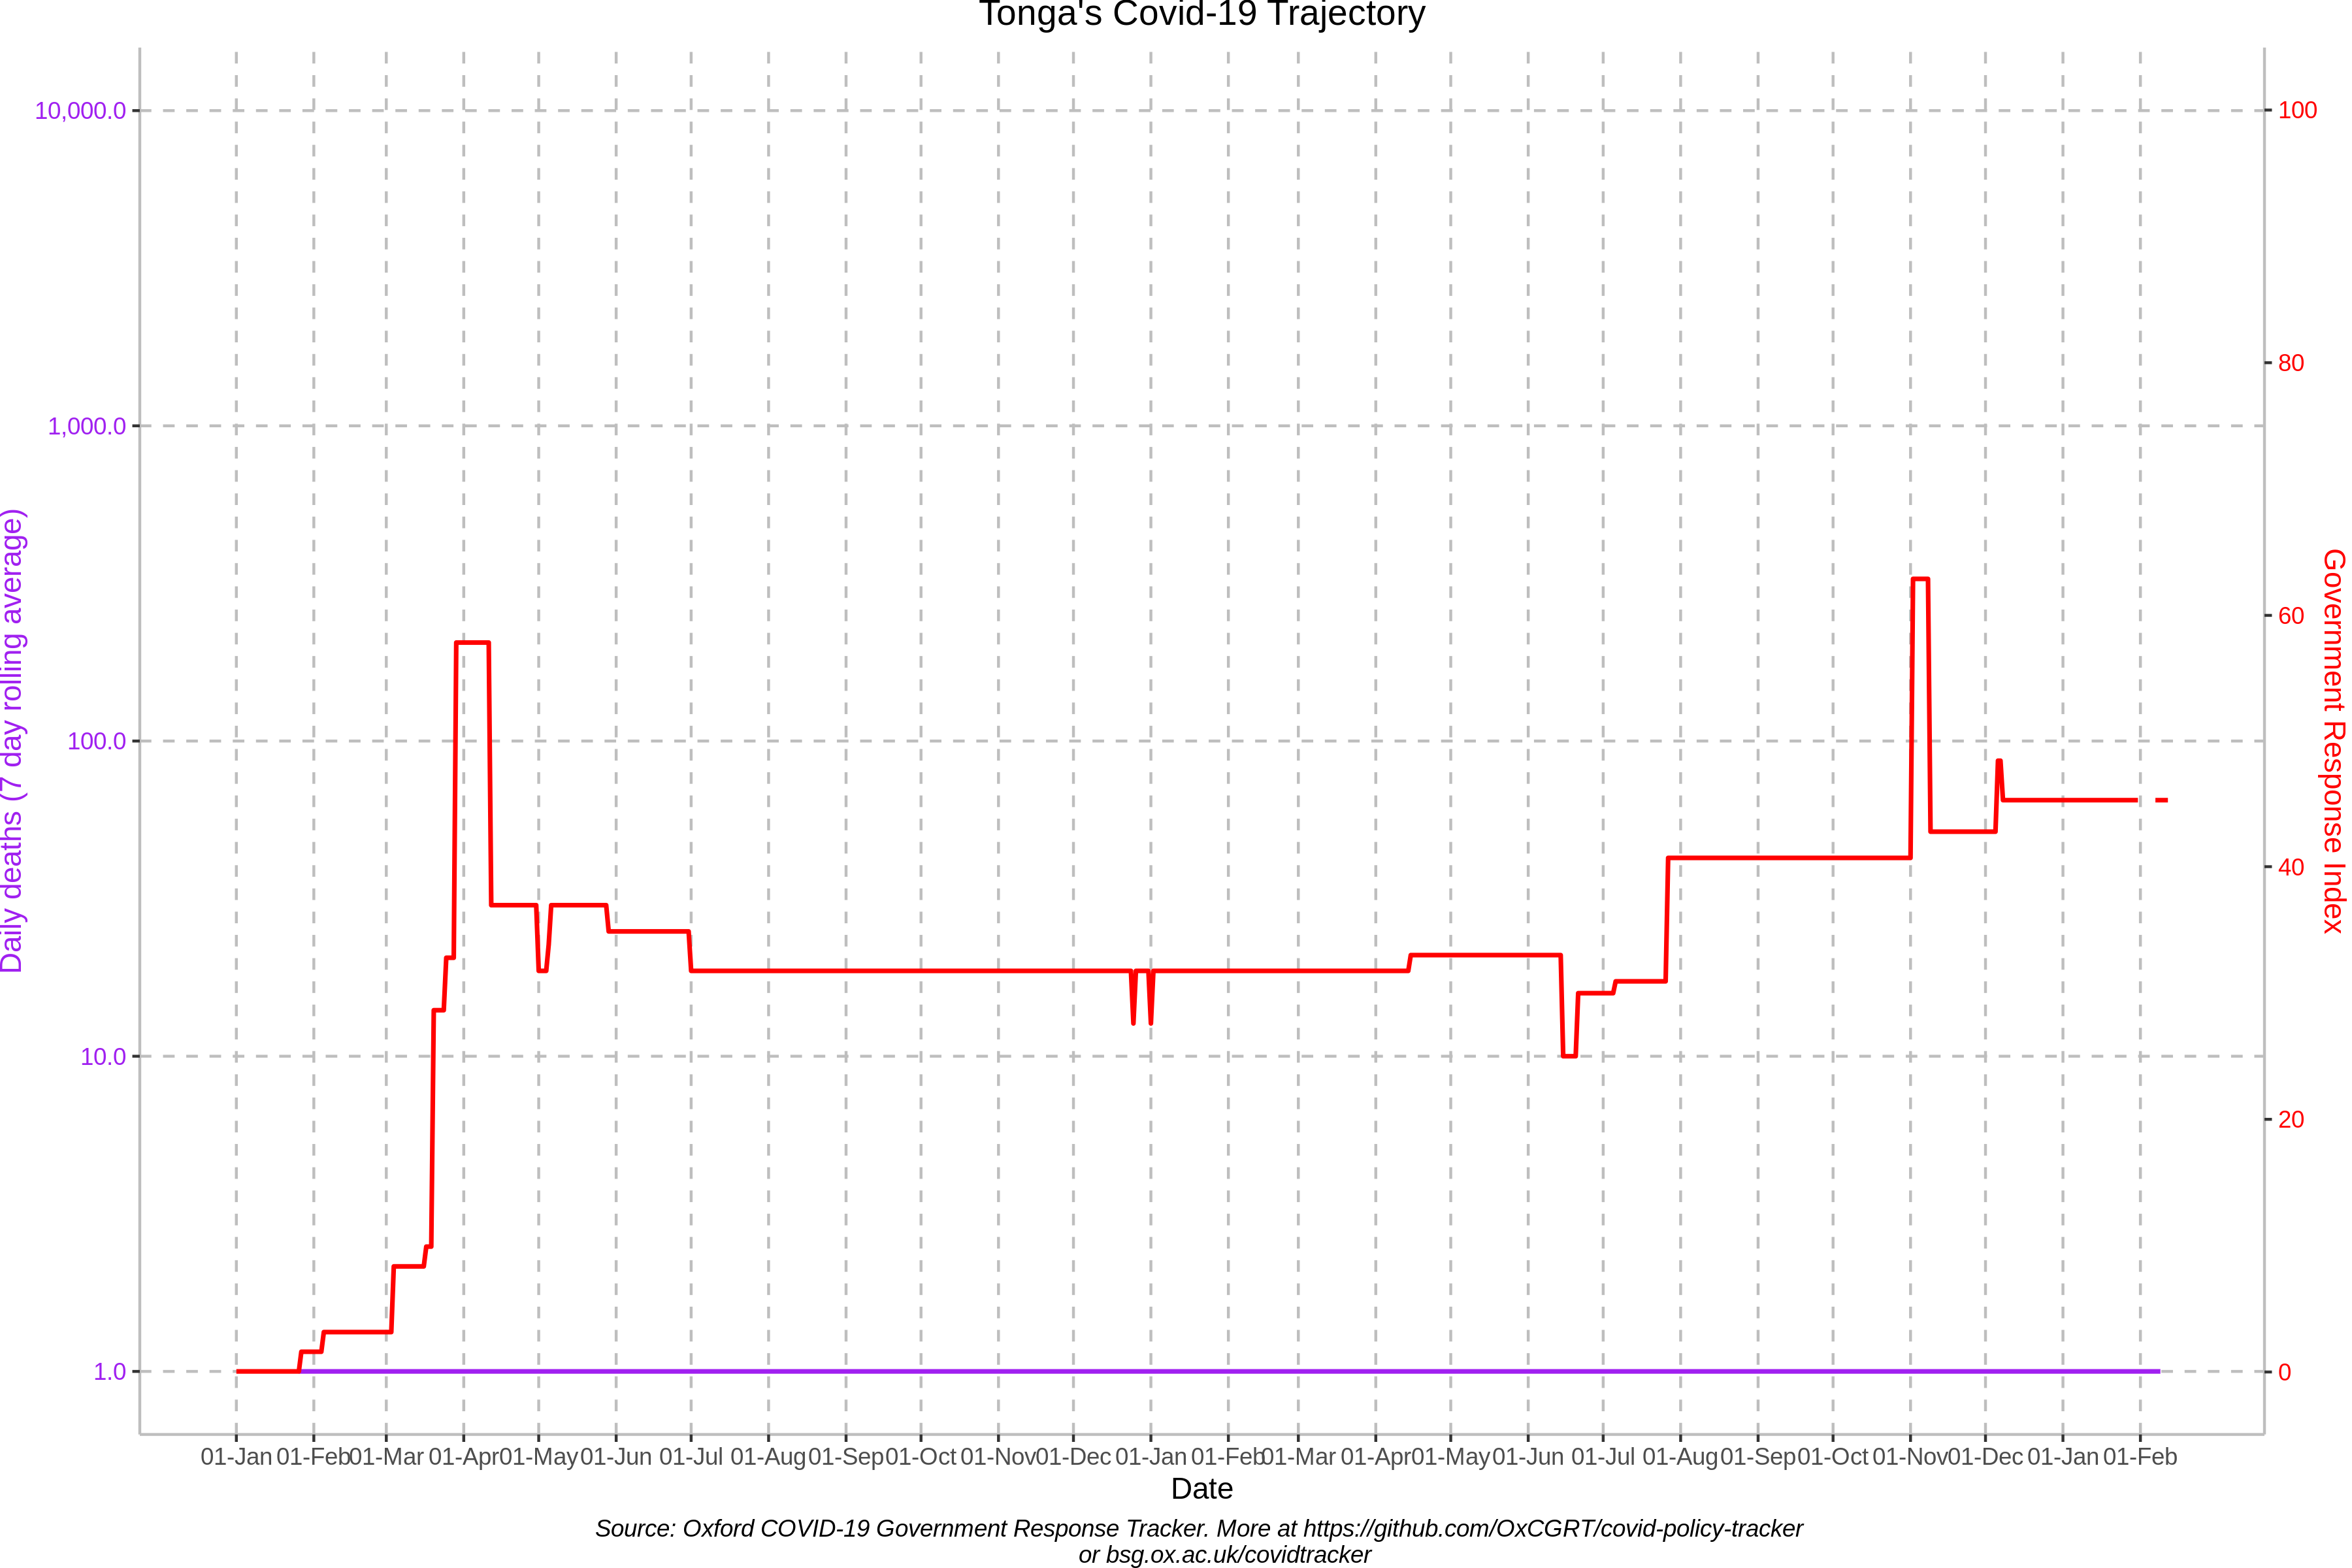 Tonga's Covid-19 Trajectory
10,000.0
1,000.0
100.0
10.0
1.0
Daily deaths (7 day rolling average)
100
80
60
40
20
0
Government Response Index
01-Jan 01-Feb 01-Mar 01-Apr 01-May 01-Jun 01-Jul 01-Aug 01-Sep 01-Oct 01-Nov 01-Dec 01-Jan 01-Feb 01-Mar 01-Apr 01-May 01-Jun 01-Jul 01-Aug 01-Sep 01-Oct 01-Nov 01-Dec 01-Jan 01-Feb
Date
Source: Oxford COVID-19 Government Response Tracker. More at https://github.com/OxCGRT/covid-policy-tracker
or bsg.ox.ac.uk/covidtracker